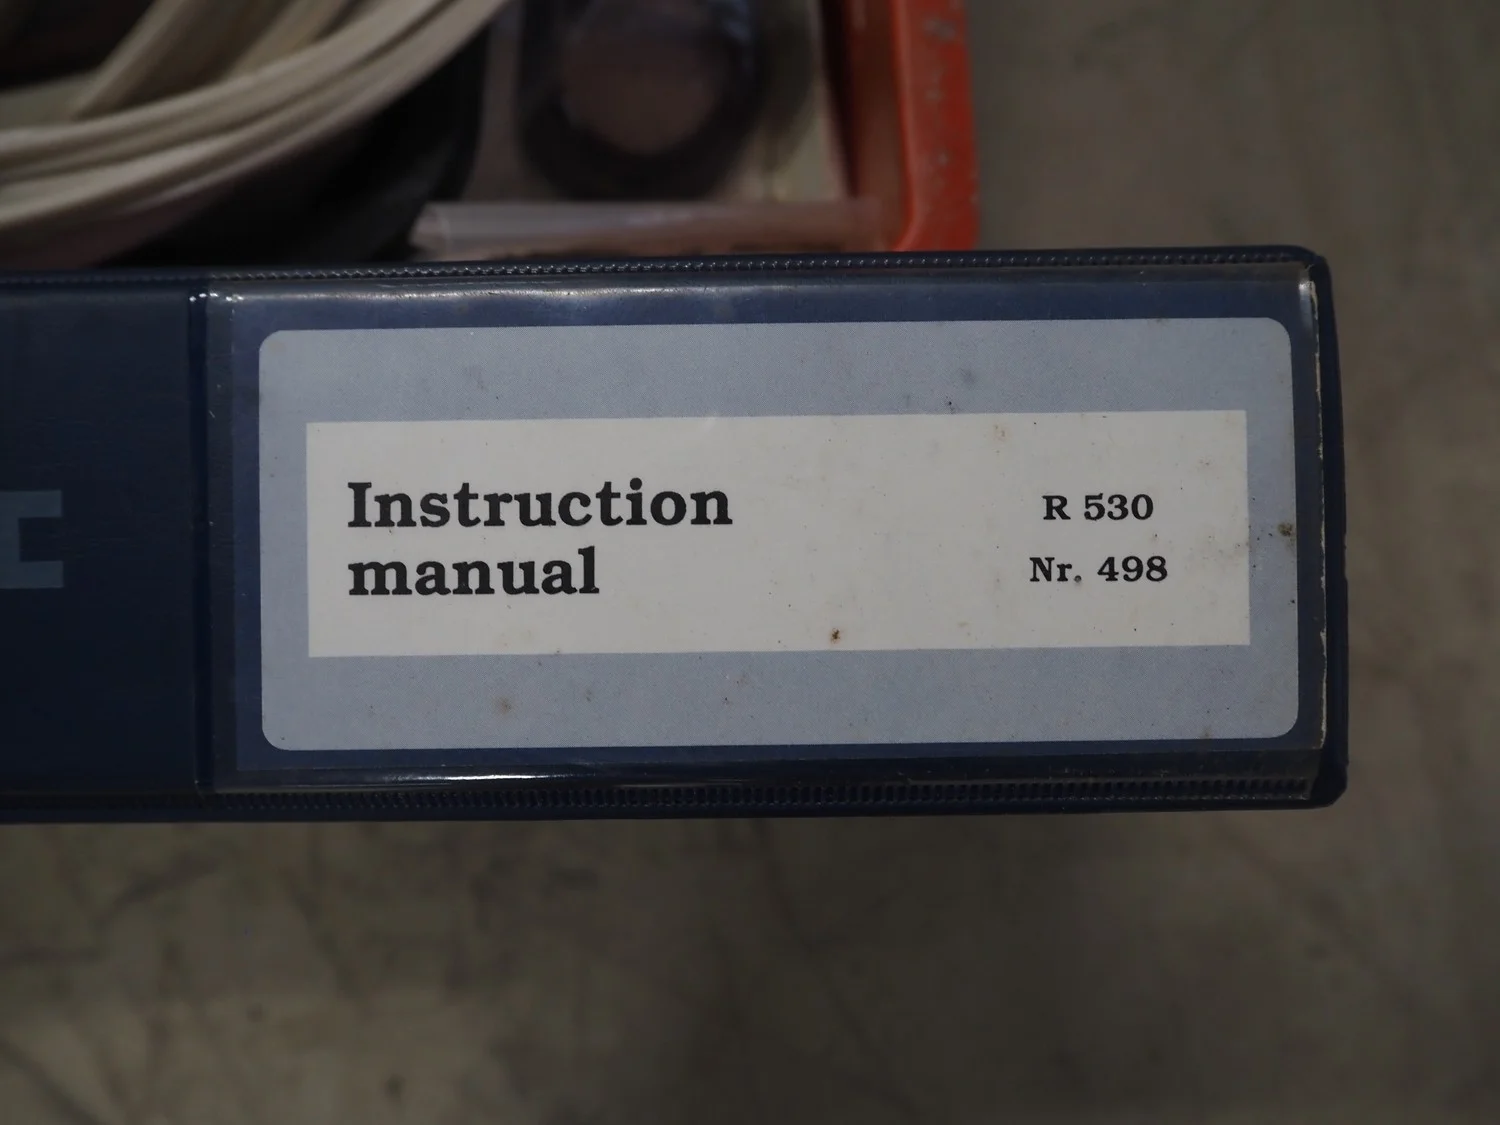 Instruction
manual
R 530
Nr. 498